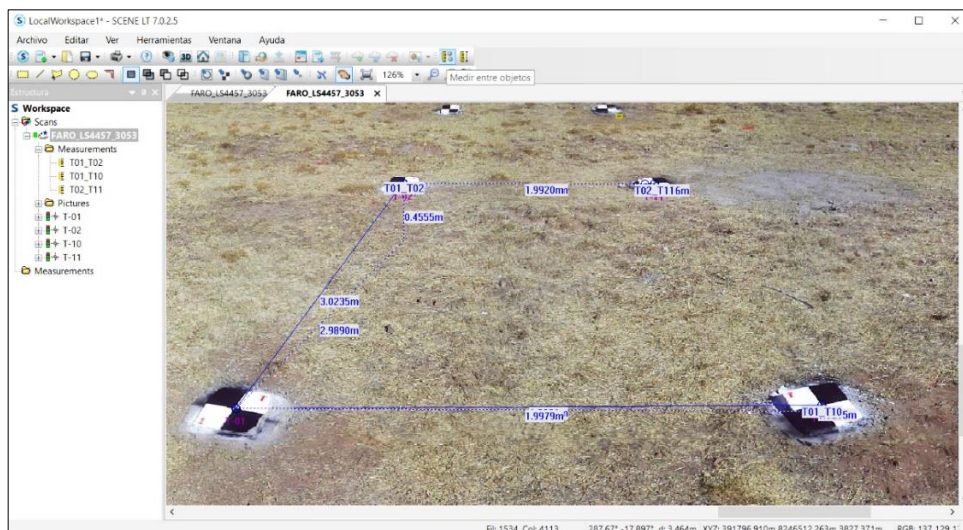 LocalWorkspace1* - SCENE LT 7.0.2.5
Archivo Editar Ver Herramientas Ventana Ayuda
126%
Medir entre objetos
Estructura
FARO_LS4457_3053
FARO_LS4457_3053
Workspace
Scans
FARO_LS4457_3053
Measurements
T01_T02
T01_T10
T02_T11
Pictures
T-01
T-02
T-10
T-11
Measurements
T01_T02
1.9920m
T02_T116m
0.4555m
3.0235m
2.9890m
T-01
1.9979m
T01_T10
Fil: 1534, Col: 4113 287.67° -17.897° d: 3.464m XYZ: 391796.910m 8246512.263m 3827.371m RGB: 137 129 1